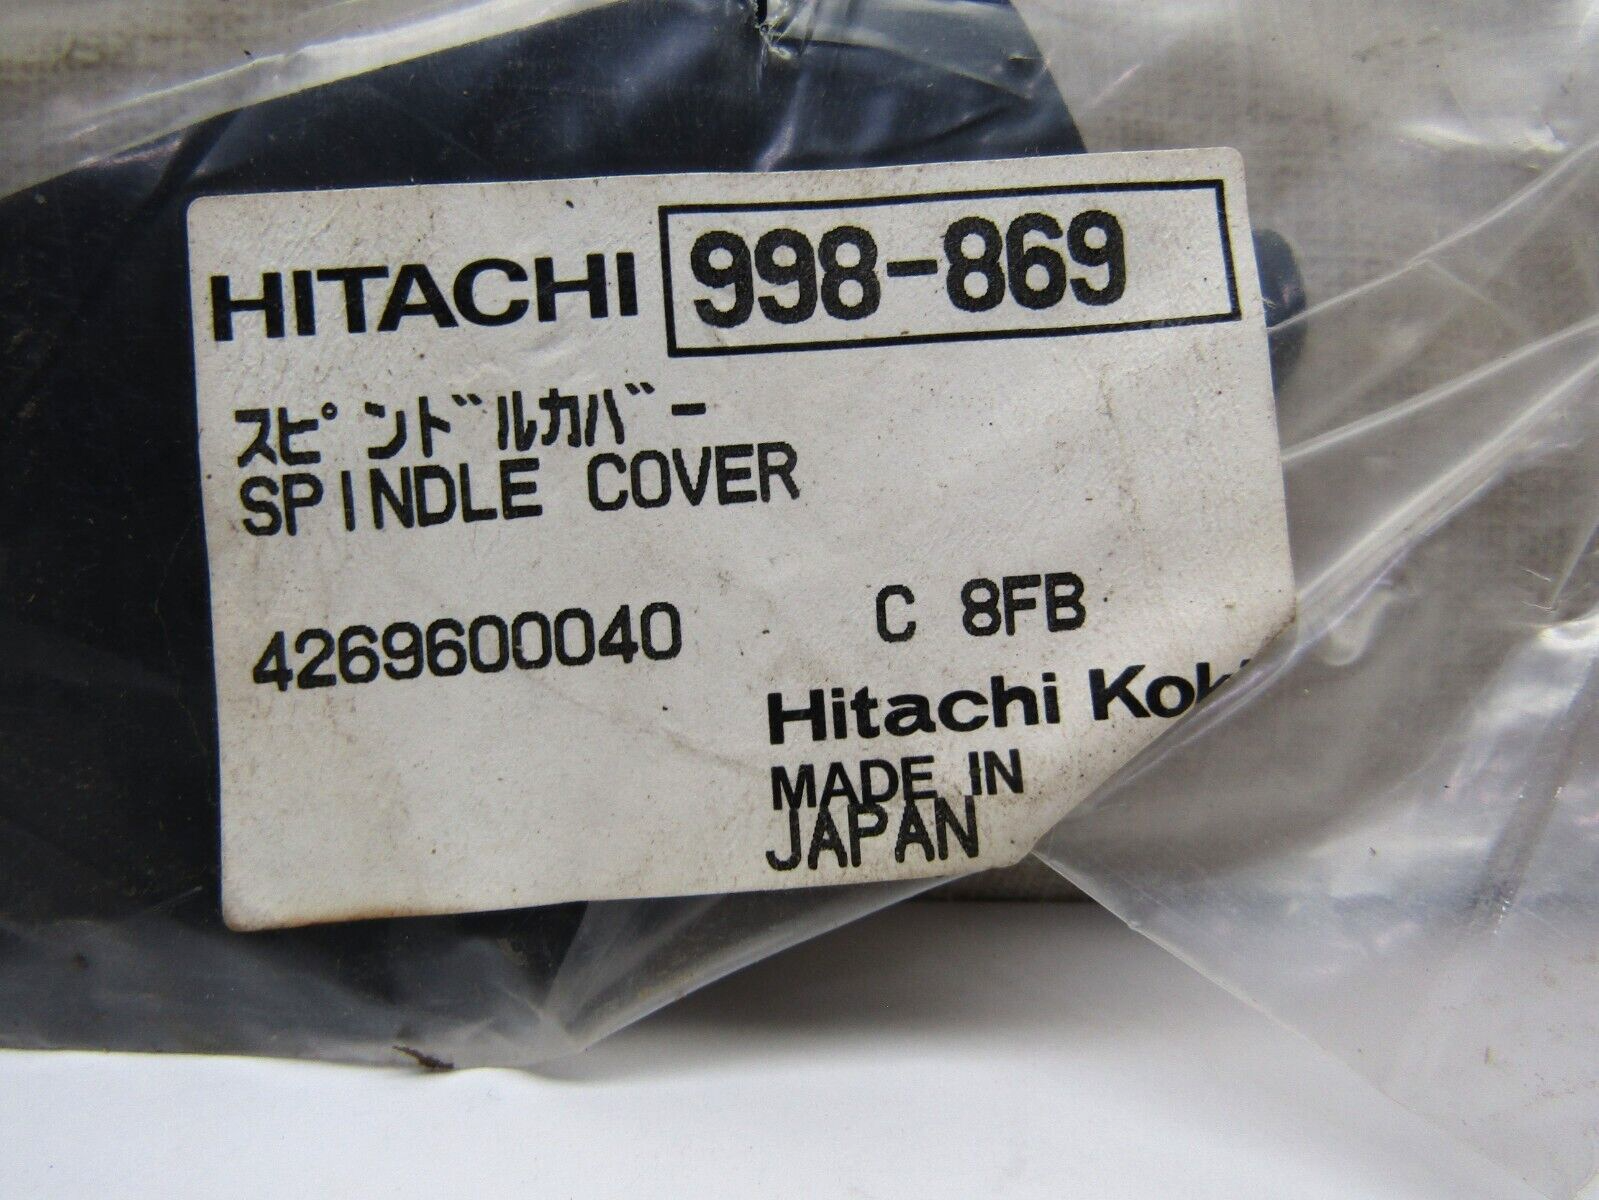 HITACHI 998-869
スピンドルカバー
SPINDLE COVER
4269600040 C 8FB
Hitachi
MADE IN
JAPAN